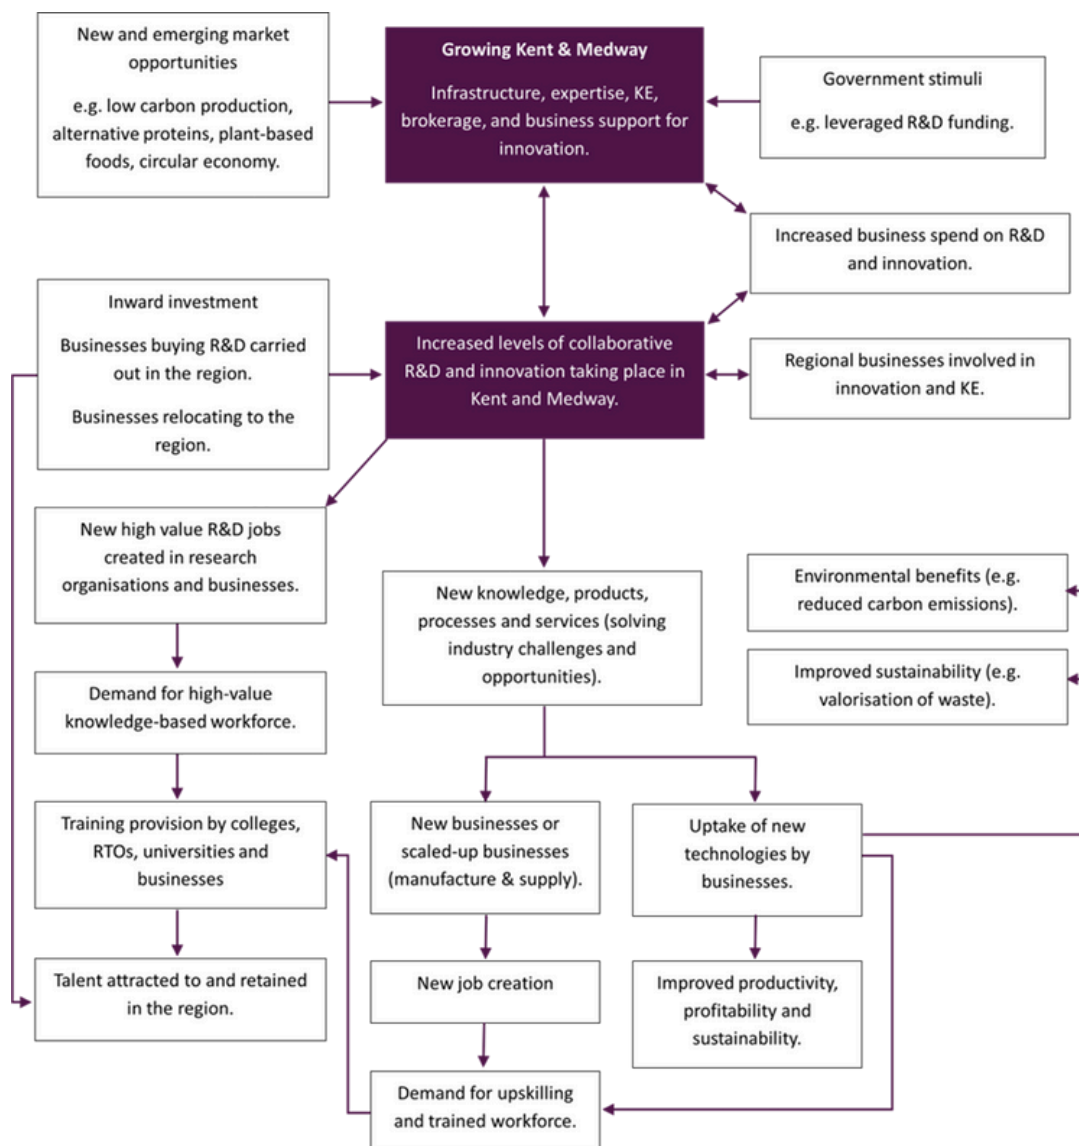 New and emerging market
opportunities
e.g. low carbon production,
alternative proteins, plant-based
foods, circular economy.
Growing Kent & Medway
Infrastructure, expertise, KE,
brokerage, and business support for
innovation.
Government stimuli
e.g. leveraged R&D funding.
Increased business spend on R&D
and innovation.
Inward investment
Businesses buying R&D carried
out in the region.
Businesses relocating to the
region.
Increased levels of collaborative
R&D and innovation taking place in
Kent and Medway.
Regional businesses involved in
innovation and KE.
New high value R&D jobs
created in research
organisations and businesses.
New knowledge, products,
processes and services (solving
industry challenges and
opportunities).
Environmental benefits (e.g.
reduced carbon emissions).
Improved sustainability (e.g.
valorisation of waste).
Demand for high-value
knowledge-based workforce.
Training provision by colleges,
RTOs, universities and
businesses
New businesses or
scaled-up businesses
(manufacture & supply).
Uptake of new
technologies by
businesses.
Talent attracted to and retained
in the region.
New job creation
Improved productivity,
profitability and
sustainability.
Demand for upskilling
and trained workforce.